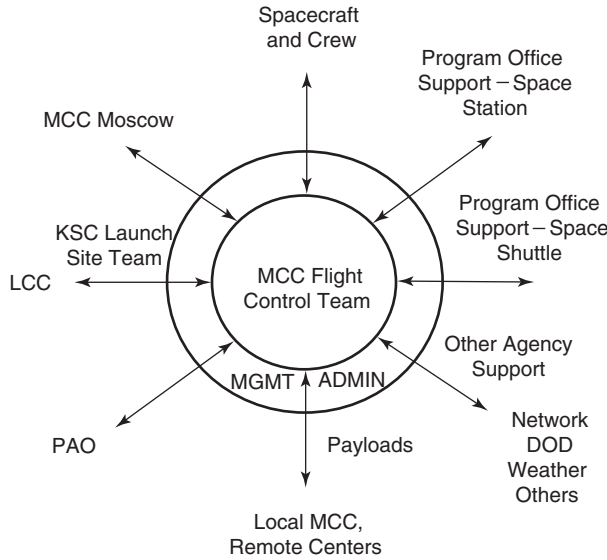 Spacecraft
and Crew
Program Office
Support – Space
Station
MCC Moscow
Program Office
Support – Space
Shuttle
KSC Launch
Site Team
LCC
MCC Flight
Control Team
Other Agency
Support
MGMT
ADMIN
PAO
Payloads
Network
DOD
Weather
Others
Local MCC,
Remote Centers